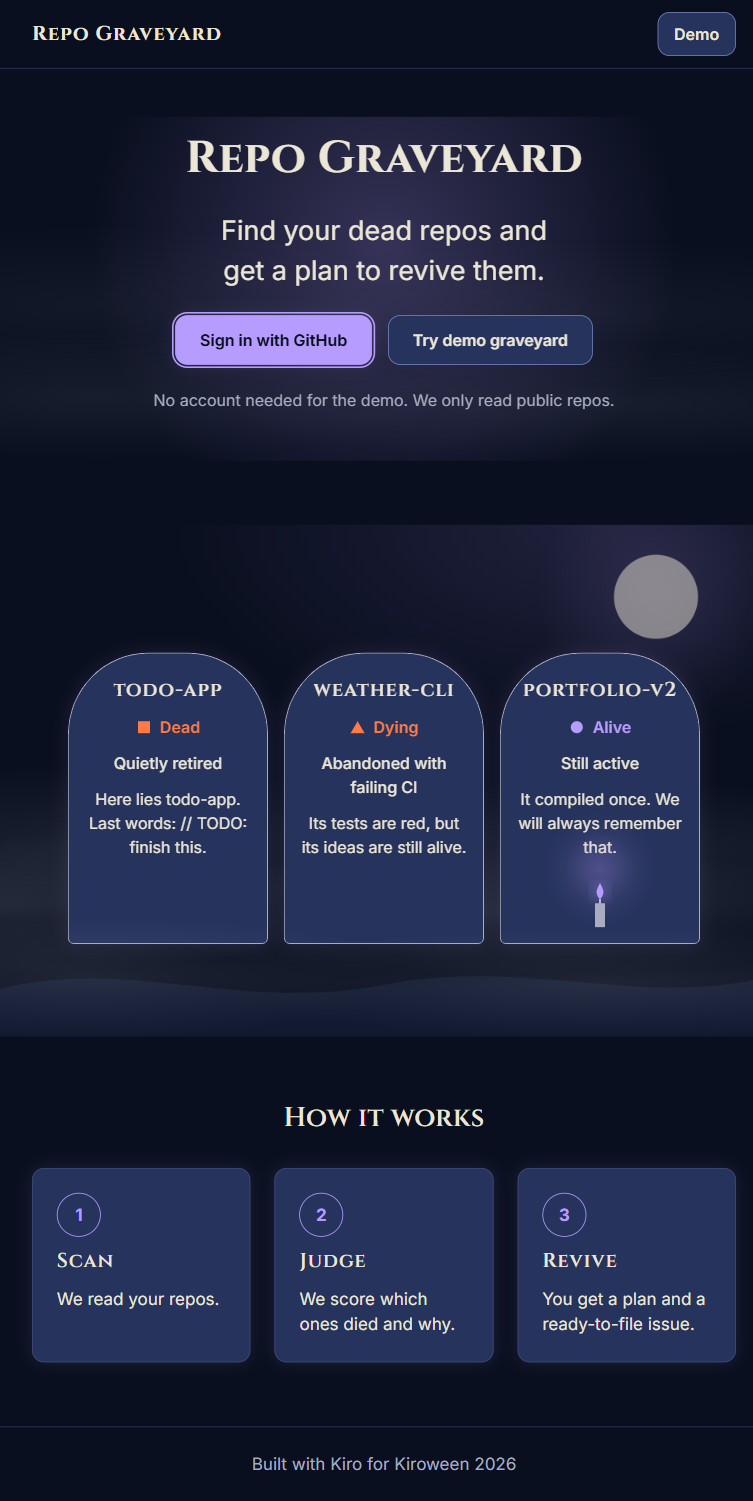 Repo Graveyard
Demo
Repo Graveyard
Find your dead repos and
get a plan to revive them.
Sign in with GitHub
Try demo graveyard
No account needed for the demo. We only read public repos.
todo-app
Dead
Quietly retired
Here lies todo-app.
Last words: // TODO:
finish this.
weather-cli
Dying
Abandoned with
failing CI
Its tests are red, but
its ideas are still alive.
portfolio-v2
Alive
Still active
It compiled once. We
will always remember
that.
How it works
1
Scan
We read your repos.
2
Judge
We score which
ones died and why.
3
Revive
You get a plan and a
ready-to-file issue.
Built with Kiro for Kiroween 2026